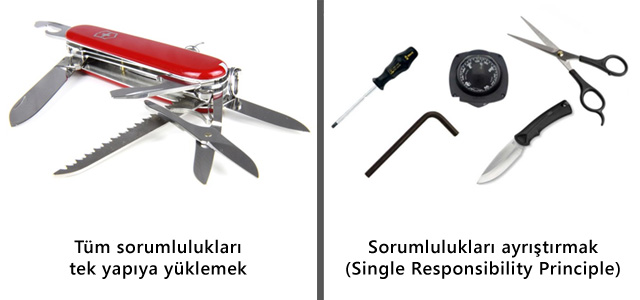 Tüm sorumlulukları
tek yapıya yüklemek
Sorumlulukları ayrıştırmak
(Single Responsibility Principle)